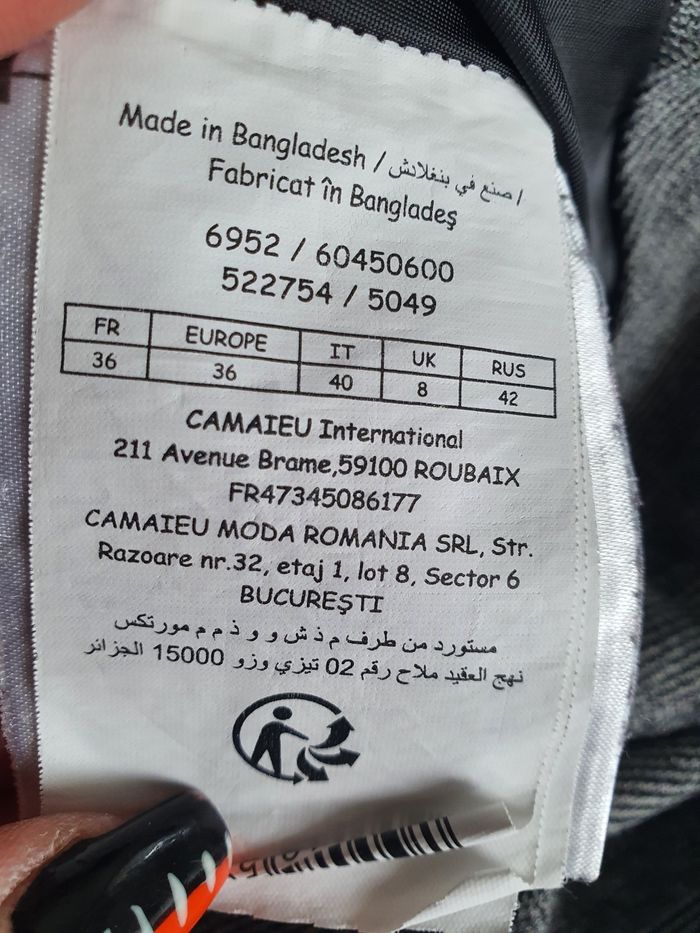 Made in Bangladesh / صنع في بنغلادش /
Fabricat în Bangladeş
6952 / 60450600
522754 / 5049
FR EUROPE IT UK RUS
36 36 40 8 42
CAMAIEU International
211 Avenue Brame,59100 ROUBAIX
FR47345086177
CAMAIEU MODA ROMANIA SRL, Str.
Razoare nr.32, etaj 1, lot 8, Sector 6
BUCUREŞTI
مستورد من طرف م ذ ش و و ذ م م مورتكس
نهج العقيد ملاح رقم 02 تيزي وزو 15000 الجزائر